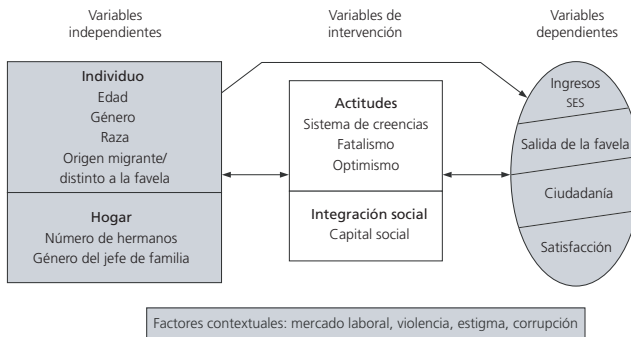 Variables
independientes
Variables de
intervención
Variables
dependientes
Individuo
Edad
Género
Raza
Origen migrante/
distinto a la favela
Hogar
Número de hermanos
Género del jefe de familia
Actitudes
Sistema de creencias
Fatalismo
Optimismo
Integración social
Capital social
Ingresos
SES
Salida de la favela
Ciudadanía
Satisfacción
Factores contextuales: mercado laboral, violencia, estigma, corrupción